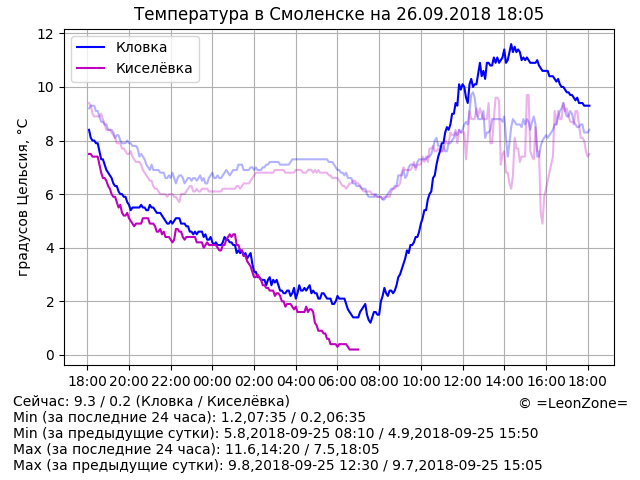 Температура в Смоленске на 26.09.2018 18:05
Кловка
Киселёвка
градусов Цельсия, °C
12
10
8
6
4
2
0
18:00 20:00 22:00 00:00 02:00 04:00 06:00 08:00 10:00 12:00 14:00 16:00 18:00
Сейчас: 9.3 / 0.2 (Кловка / Киселёвка)
© =LeonZone=
Min (за последние 24 часа): 1.2,07:35 / 0.2,06:35
Min (за предыдущие сутки): 5.8,2018-09-25 08:10 / 4.9,2018-09-25 15:50
Max (за последние 24 часа): 11.6,14:20 / 7.5,18:05
Max (за предыдущие сутки): 9.8,2018-09-25 12:30 / 9.7,2018-09-25 15:05